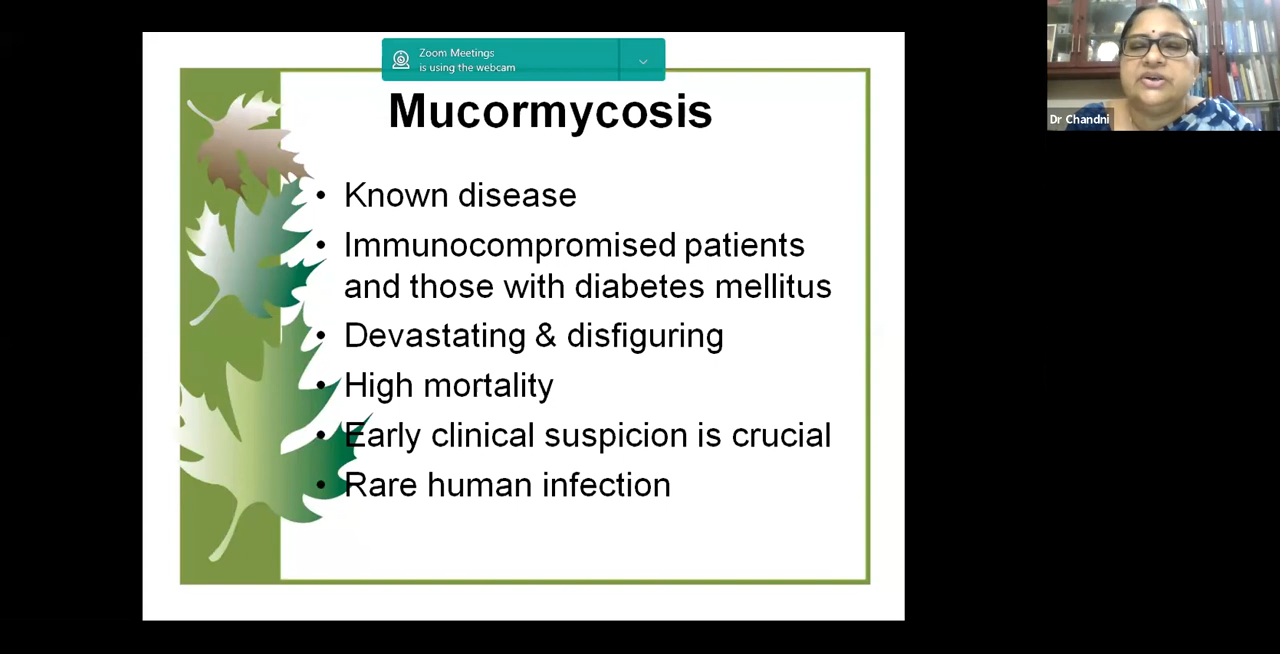 Zoom Meetings
is using the webcam
Mucormycosis
• Known disease
• Immunocompromised patients
and those with diabetes mellitus
• Devastating & disfiguring
• High mortality
• Early clinical suspicion is crucial
• Rare human infection
Dr Chandni